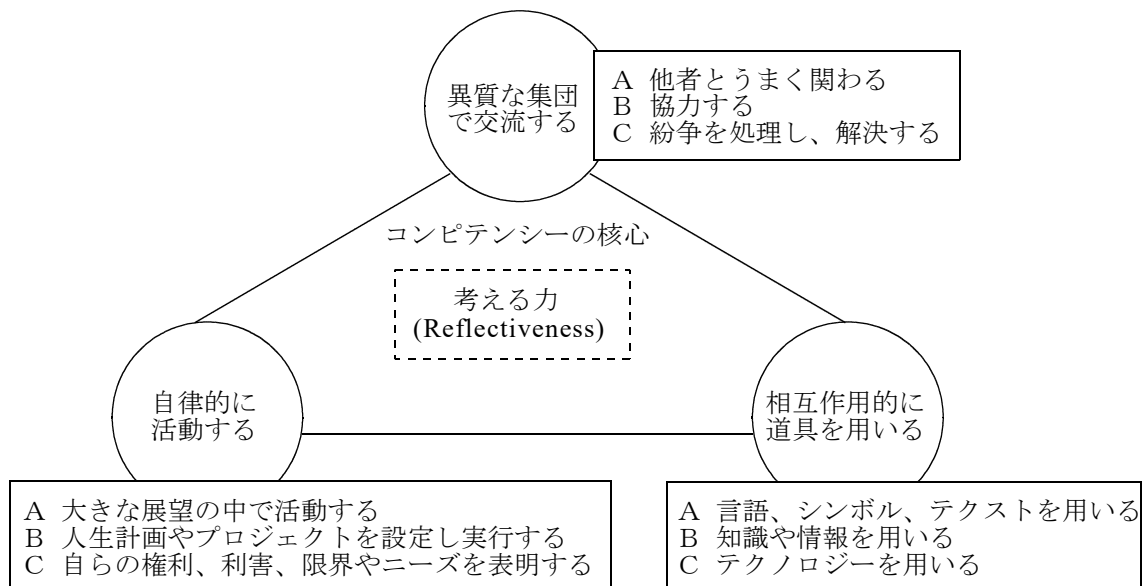 異質な集団
で交流する
A 他者とうまく関わる
B 協力する
C 紛争を処理し、解決する
コンピテンシーの核心
考える力
(Reflectiveness)
自律的に
活動する
A 大きな展望の中で活動する
B 人生計画やプロジェクトを設定し実行する
C 自らの権利、利害、限界やニーズを表明する
相互作用的に
道具を用いる
A 言語、シンボル、テクストを用いる
B 知識や情報を用いる
C テクノロジーを用いる